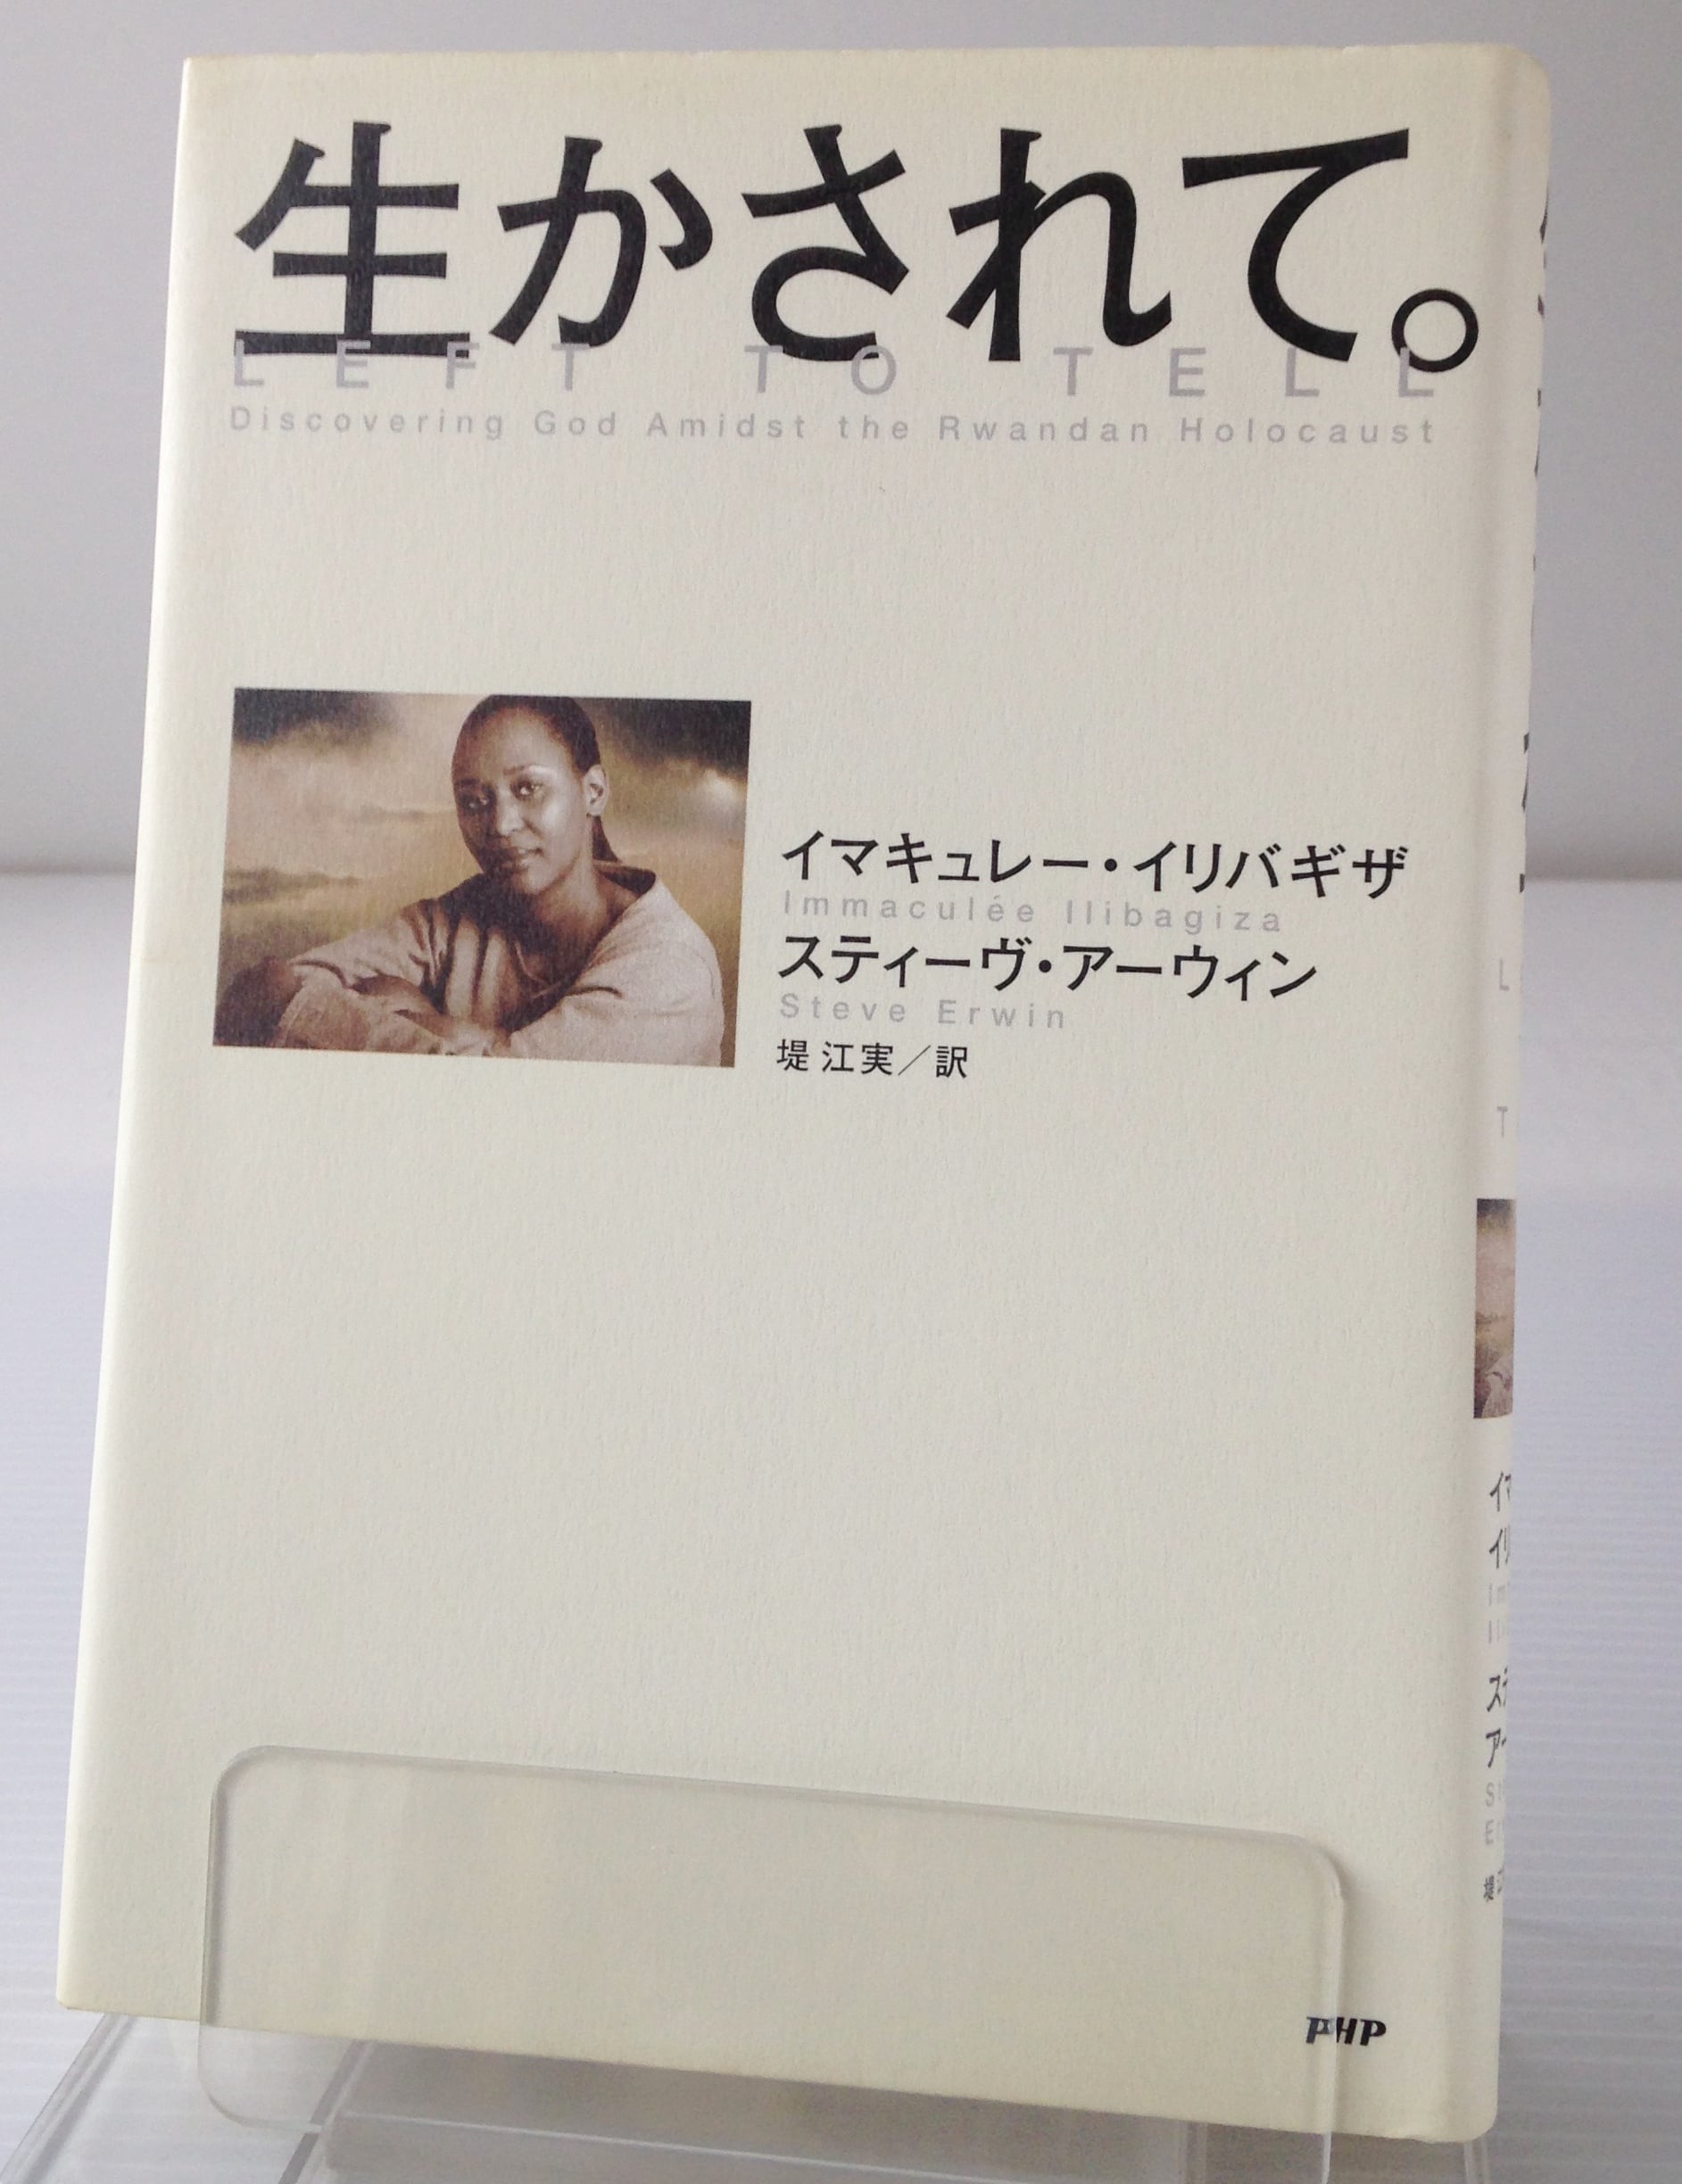 生かされて。
LEFT TO TELL
Discovering God Amidst the Rwandan Holocaust
イマキュレー・イリバギザ
Immaculée Ilibagiza
スティーヴ・アーウィン
Steve Erwin
堤江実／訳
PHP